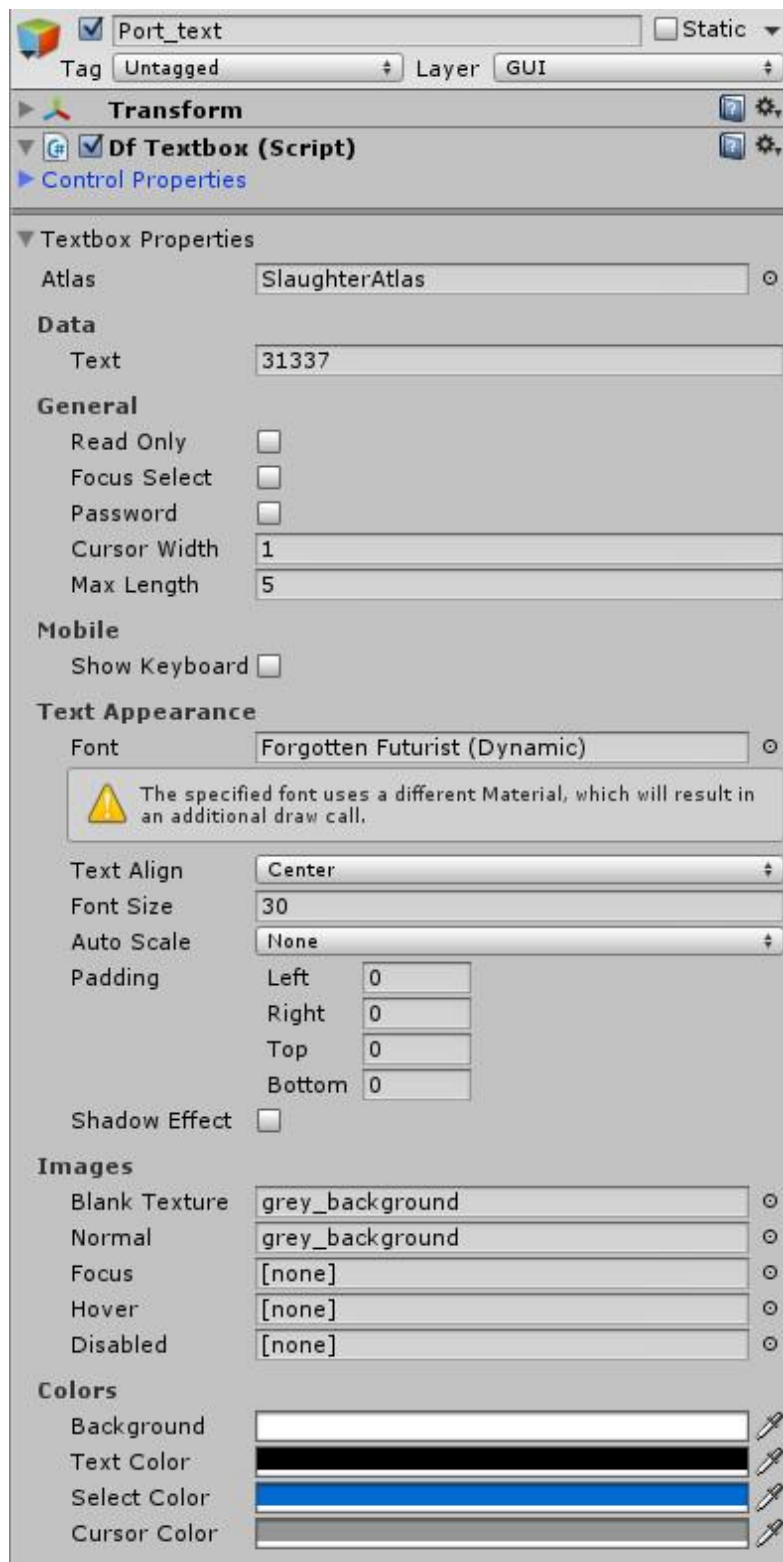 Port_text Static
Tag Untagged Layer GUI
Transform
Df Textbox (Script)
Control Properties
Textbox Properties
Atlas SlaughterAtlas
Data
Text 31337
General
Read Only
Focus Select
Password
Cursor Width 1
Max Length 5
Mobile
Show Keyboard
Text Appearance
Font Forgotten Futurist (Dynamic)
The specified font uses a different Material, which will result in
an additional draw call.
Text Align Center
Font Size 30
Auto Scale None
Padding Left 0
Right 0
Top 0
Bottom 0
Shadow Effect
Images
Blank Texture grey_background
Normal grey_background
Focus [none]
Hover [none]
Disabled [none]
Colors
Background
Text Color
Select Color
Cursor Color